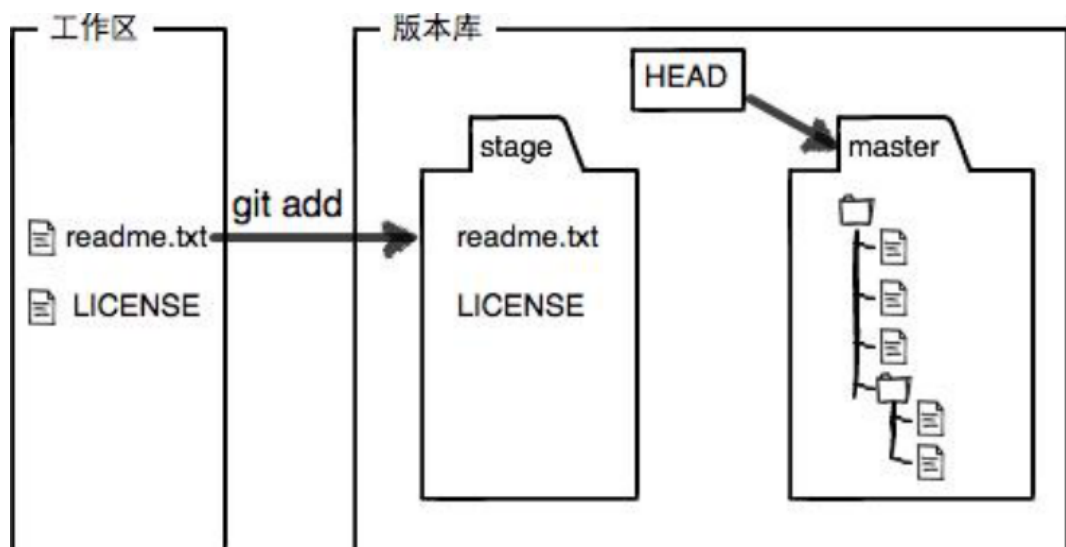 工作区
版本库
HEAD
stage
master
git add
readme.txt
readme.txt
LICENSE
LICENSE